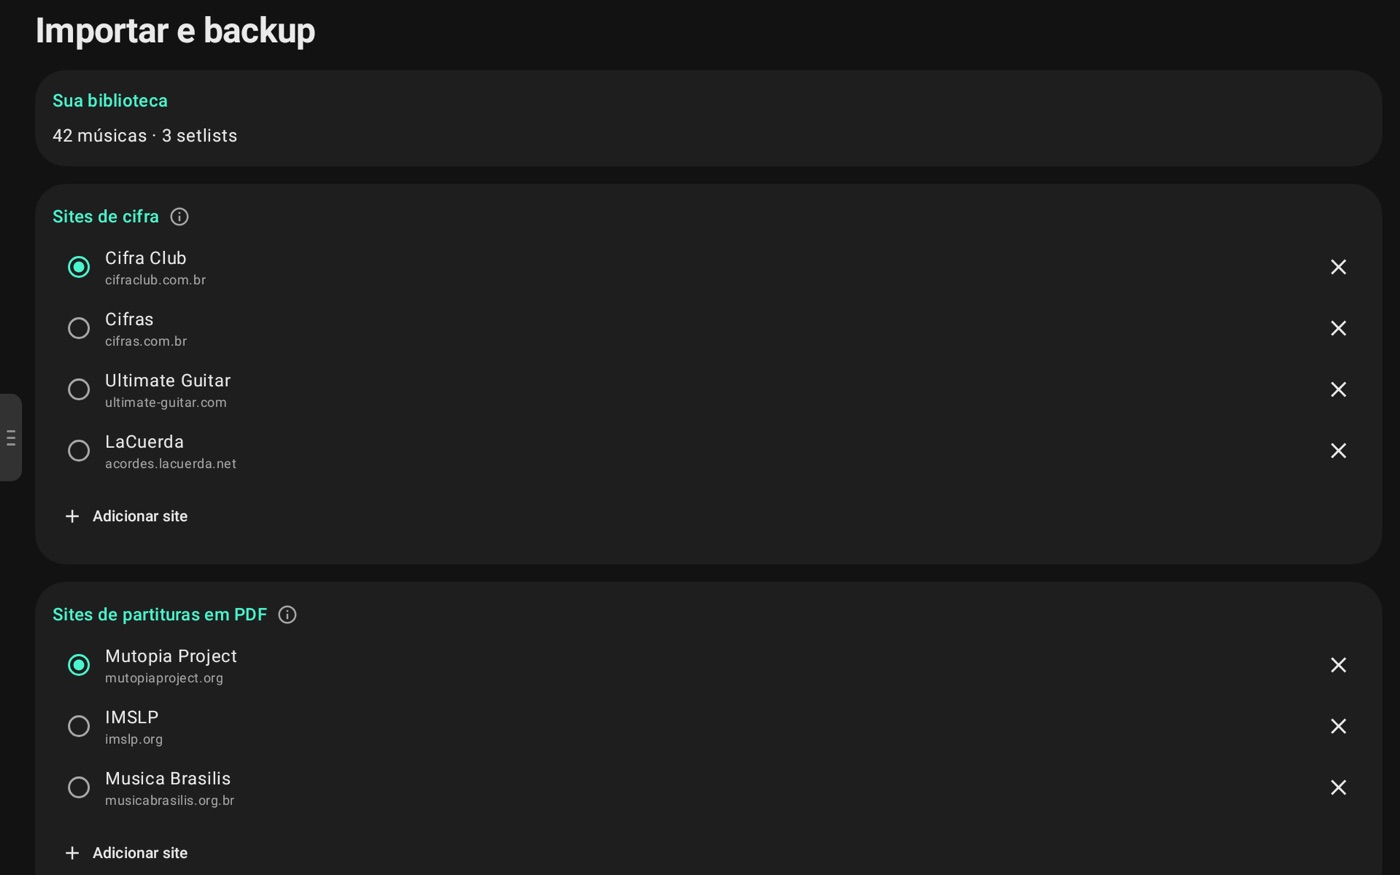 Importar e backup
Sua biblioteca
42 músicas · 3 setlists
Sites de cifra
Cifra Club
cifraclub.com.br
Cifras
cifras.com.br
Ultimate Guitar
ultimate-guitar.com
LaCuerda
acordes.lacuerda.net
Adicionar site
Sites de partituras em PDF
Mutopia Project
mutopiaproject.org
IMSLP
imslp.org
Musica Brasilis
musicabrasilis.org.br
Adicionar site